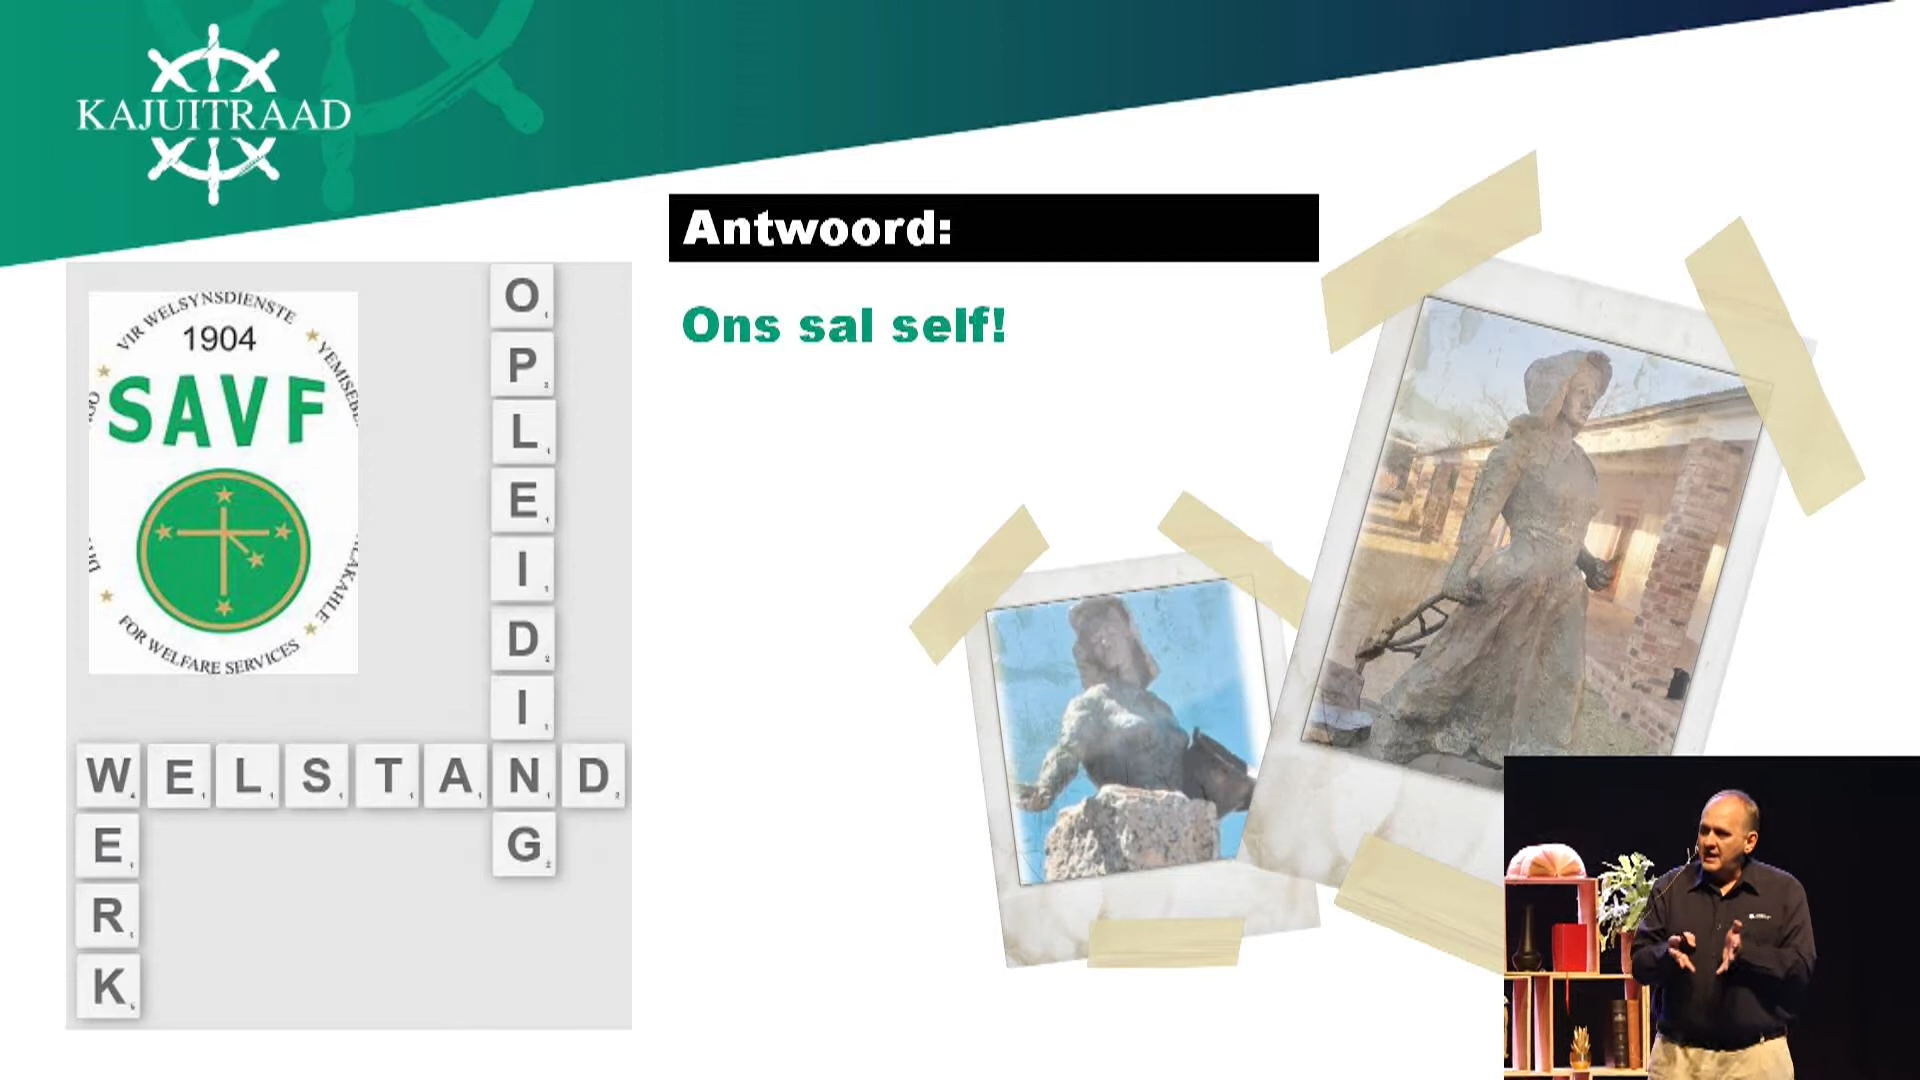 KAJUITRAAD
Antwoord:
Ons sal self!
VIR WELSYNSDIENSTE
1904
SAVF
FOR WELFARE SERVICES
OPLEIDING
WELSTAND
WERK